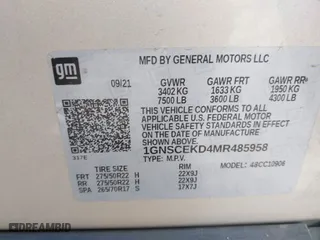 gm
MFD BY GENERAL MOTORS LLC
09/21 GVWR GAWR FRT GAWR RR
3402 KG 1633 KG 1950 KG
7500 LB 3600 LB 4300 LB
THIS VEHICLE CONFORMS TO ALL
APPLICABLE U.S. FEDERAL MOTOR
VEHICLE SAFETY STANDARDS IN EFFECT ON
THE DATE OF MANUFACTURE SHOWN ABOVE.
1GNSCEKD4MR485958
TYPE: M.P.V. MODEL:
TIRE SIZE RIM
FRT 275/50R22 H 22X9J
RR 275/50R22 H 22X9J
SPA 265/70R17 S 17X7J
DREAMBID